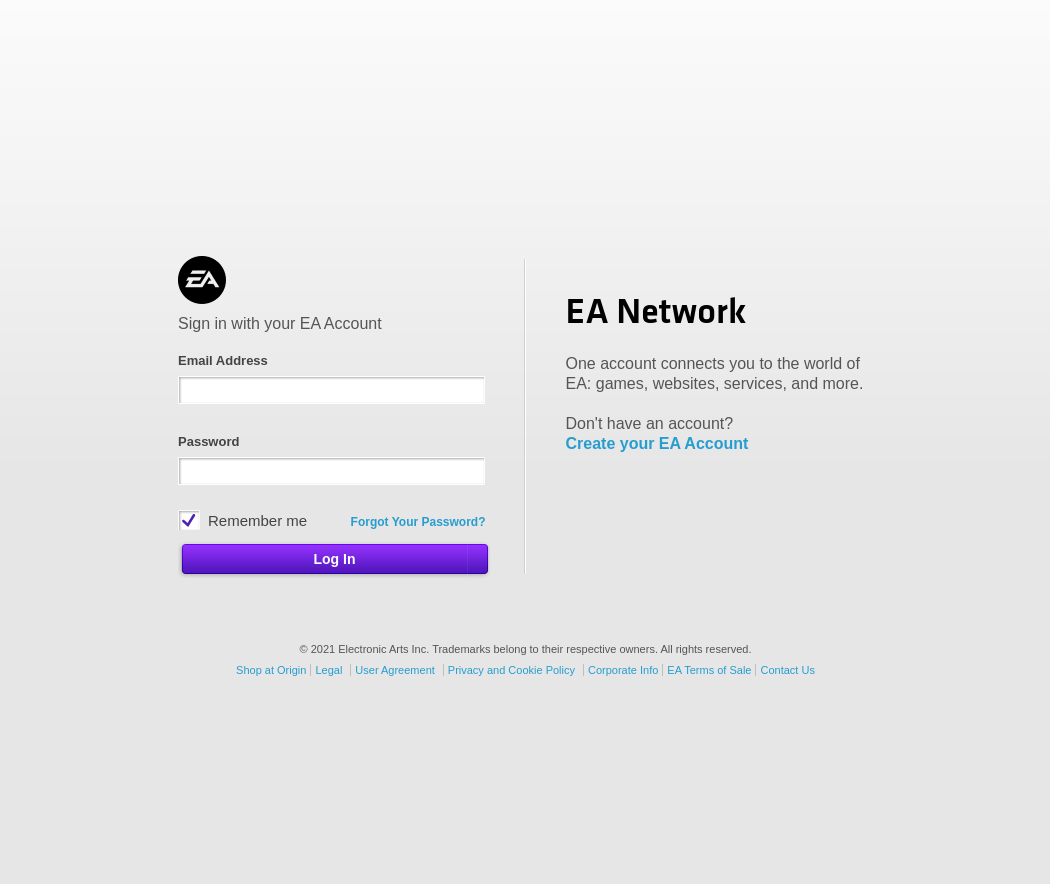 EA
Sign in with your EA Account
Email Address
Password
Remember me
Forgot Your Password?
Log In
EA Network
One account connects you to the world of
EA: games, websites, services, and more.
Don't have an account?
Create your EA Account
© 2021 Electronic Arts Inc. Trademarks belong to their respective owners. All rights reserved.
Shop at Origin Legal User Agreement Privacy and Cookie Policy Corporate Info EA Terms of Sale Contact Us